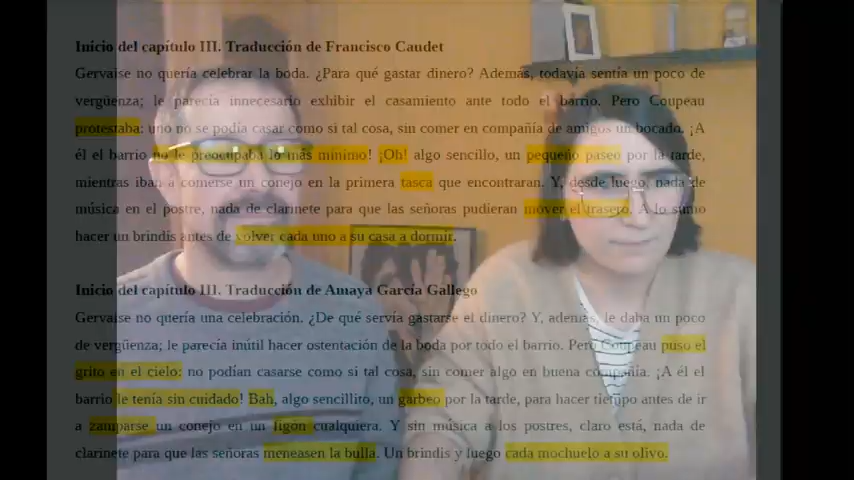 Inicio del capítulo III. Traducción de Francisco Caudet
Gervaise no quería celebrar la boda. ¿Para qué gastar dinero? Además, todavía sentía un poco de
vergüenza; le parecía innecesario exhibir el casamiento ante todo el barrio. Pero Coupeau
protestaba: uno no se podía casar como si tal cosa, sin comer en compañía de amigos un bocado. ¡A
él el barrio no le preocupaba lo más mínimo! ¡Oh! algo sencillo, un pequeño paseo por la tarde,
mientras iban a comerse un conejo en la primera tasca que encontraran. Y, desde luego, nada de
música en el postre, nada de clarinete para que las señoras pudieran mover el trasero. A lo sumo
hacer un brindis antes de volver cada uno a su casa a dormir.
Inicio del capítulo III. Traducción de Amaya García Gallego
Gervaise no quería una celebración. ¿De qué servía gastarse el dinero? Y, además, le daba un poco
de vergüenza; le parecía inútil hacer ostentación de la boda por todo el barrio. Pero Coupeau puso el
grito en el cielo: no podían casarse como si tal cosa, sin comer algo en buena compañía. ¡A él el
barrio le tenía sin cuidado! Bah, algo sencillito, un garbeo por la tarde, para hacer tiempo antes de ir
a zamparse un conejo en un figón cualquiera. Y sin música a los postres, claro está, nada de
clarinete para que las señoras meneasen la bulla. Un brindis y luego cada mochuelo a su olivo.